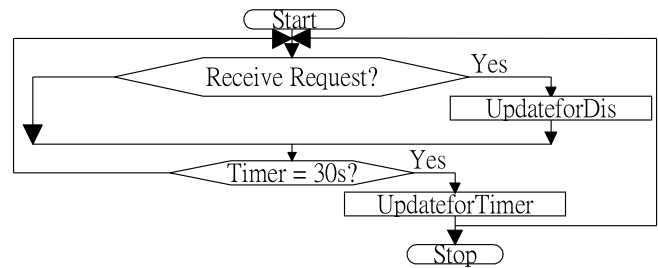 Start
Receive Request?
Yes
UpdateforDis
Timer = 30s?
Yes
UpdateforTimer
Stop